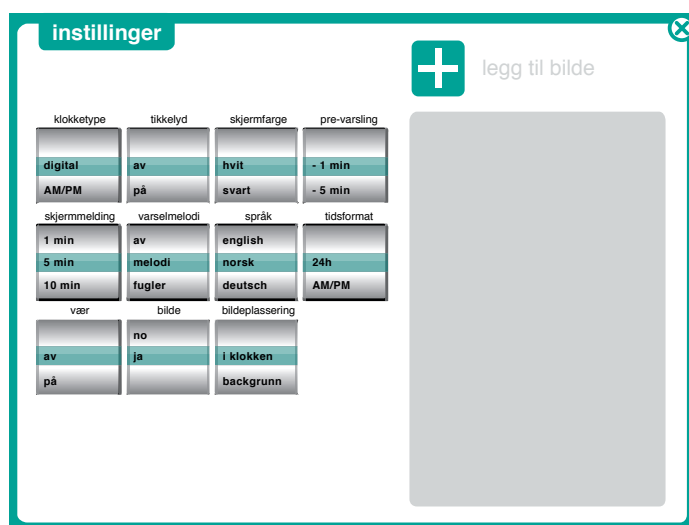 instillinger
legg til bilde
klokketype tikkelyd skjermfarge pre-varsling
digital av hvit - 1 min
AM/PM på svart - 5 min
skjermmelding varselmelodi språk tidsformat
1 min av english
5 min melodi norsk 24h
10 min fugler deutsch AM/PM
vær bilde bildeplassering
no
av ja i klokken
på backgrunn